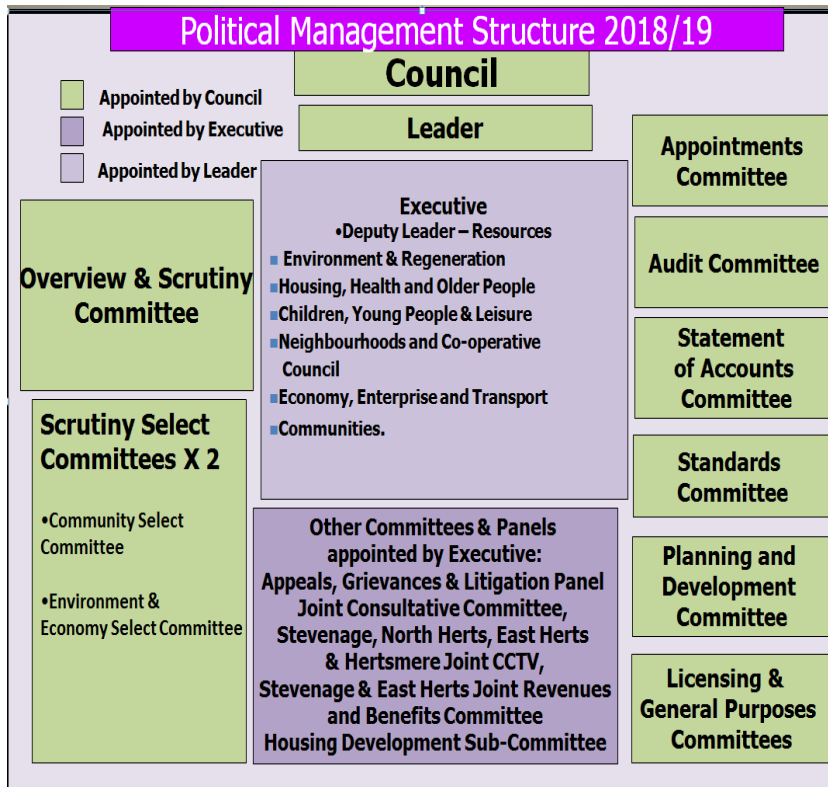 Political Management Structure 2018/19
Council
Leader
Appointed by Council
Appointed by Executive
Appointed by Leader
Overview & Scrutiny
Committee
Scrutiny Select
Committees X 2
•Community Select
Committee
•Environment &
Economy Select Committee
Executive
•Deputy Leader – Resources
Environment & Regeneration
Housing, Health and Older People
Children, Young People & Leisure
Neighbourhoods and Co-operative
Council
Economy, Enterprise and Transport
Communities.
Other Committees & Panels
appointed by Executive:
Appeals, Grievances & Litigation Panel
Joint Consultative Committee,
Stevenage, North Herts, East Herts
& Hertsmere Joint CCTV,
Stevenage & East Herts Joint Revenues
and Benefits Committee
Housing Development Sub-Committee
Appointments
Committee
Audit Committee
Statement
of Accounts
Committee
Standards
Committee
Planning and
Development
Committee
Licensing &
General Purposes
Committees